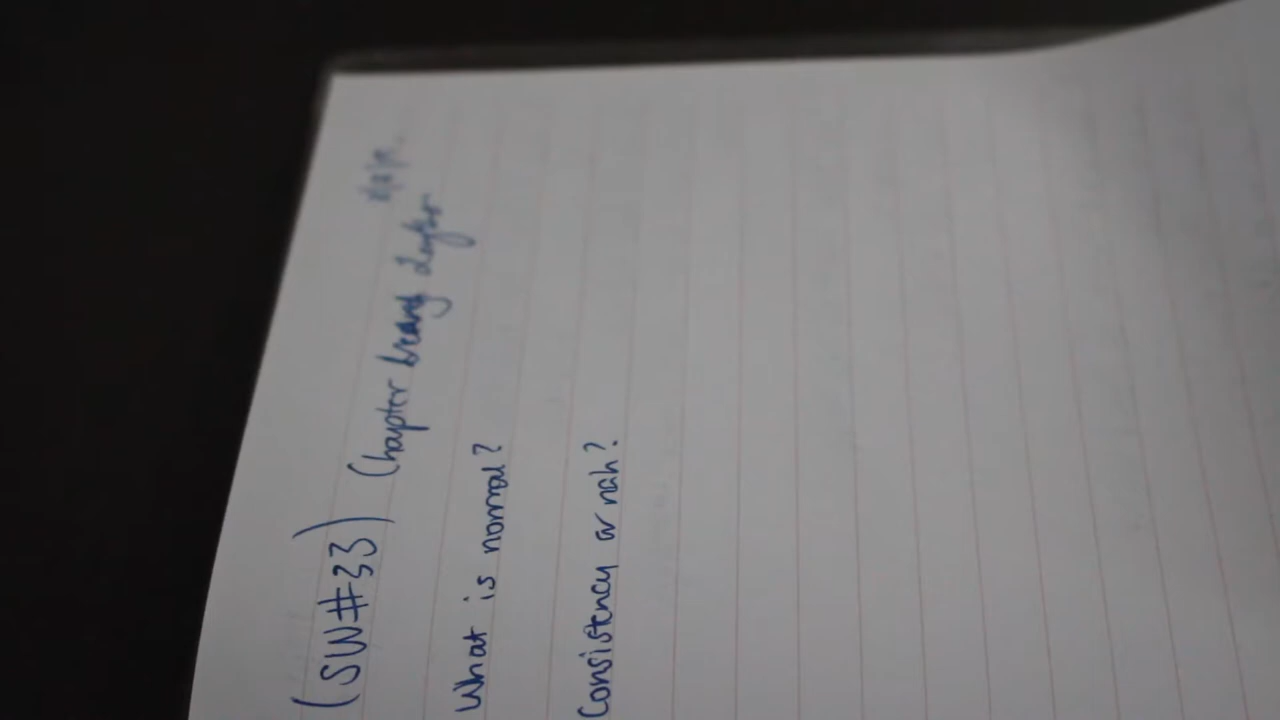 (SW#33) Chapter
What is normal?
Consistency or nah?